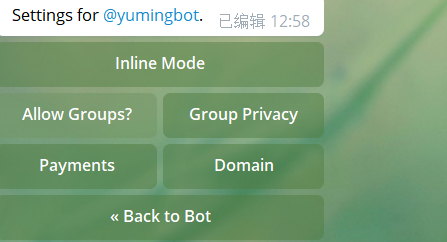 Settings for @yumingbot.
已编辑 12:58
Inline Mode
Allow Groups?
Group Privacy
Payments
Domain
« Back to Bot